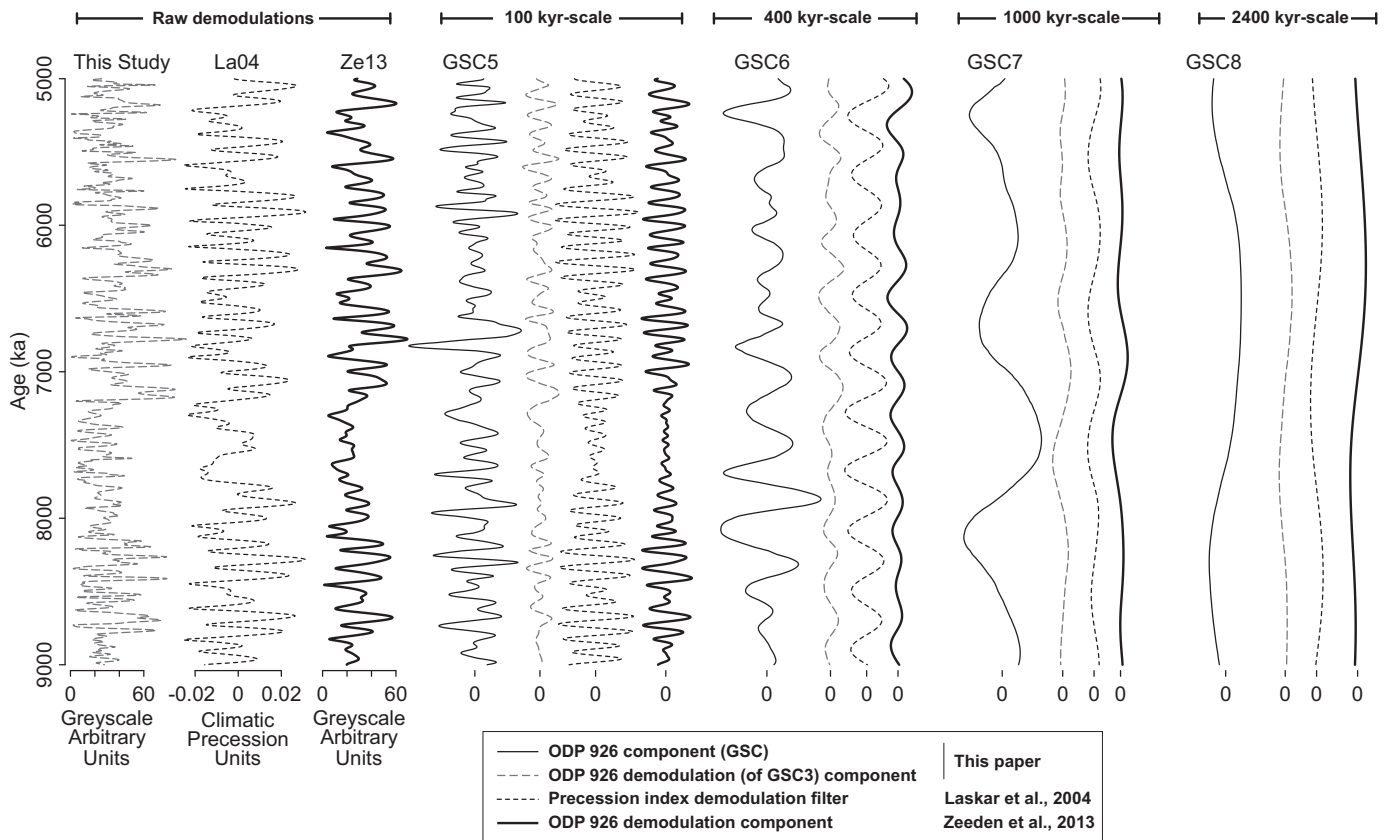 Raw demodulations
100 kyr-scale
400 kyr-scale
1000 kyr-scale
2400 kyr-scale
This Study
La04
Ze13
GSC5
GSC6
GSC7
GSC8
Age (ka)
5000
6000
7000
8000
9000
0 60
-0.02 0 0.02
0 60
0 0 0 0
0 0 0 0
0 0 0 0
0 0 0 0
Greyscale
Arbitrary
Units
Climatic
Precession
Units
Greyscale
Arbitrary
Units
ODP 926 component (GSC)
ODP 926 demodulation (of GSC3) component
This paper
Precession index demodulation filter
Laskar et al., 2004
ODP 926 demodulation component
Zeeden et al., 2013